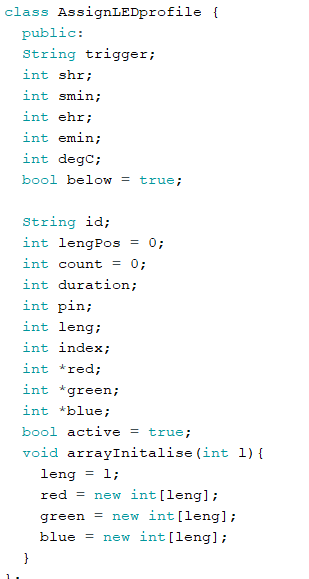 class AssignLEDprofile {
public:
String trigger;
int shr;
int smin;
int ehr;
int emin;
int degC;
bool below = true;
String id;
int lengPos = 0;
int count = 0;
int duration;
int pin;
int leng;
int index;
int *red;
int *green;
int *blue;
bool active = true;
void arrayInitalise(int l){
leng = l;
red = new int[leng];
green = new int[leng];
blue = new int[leng];
}
};